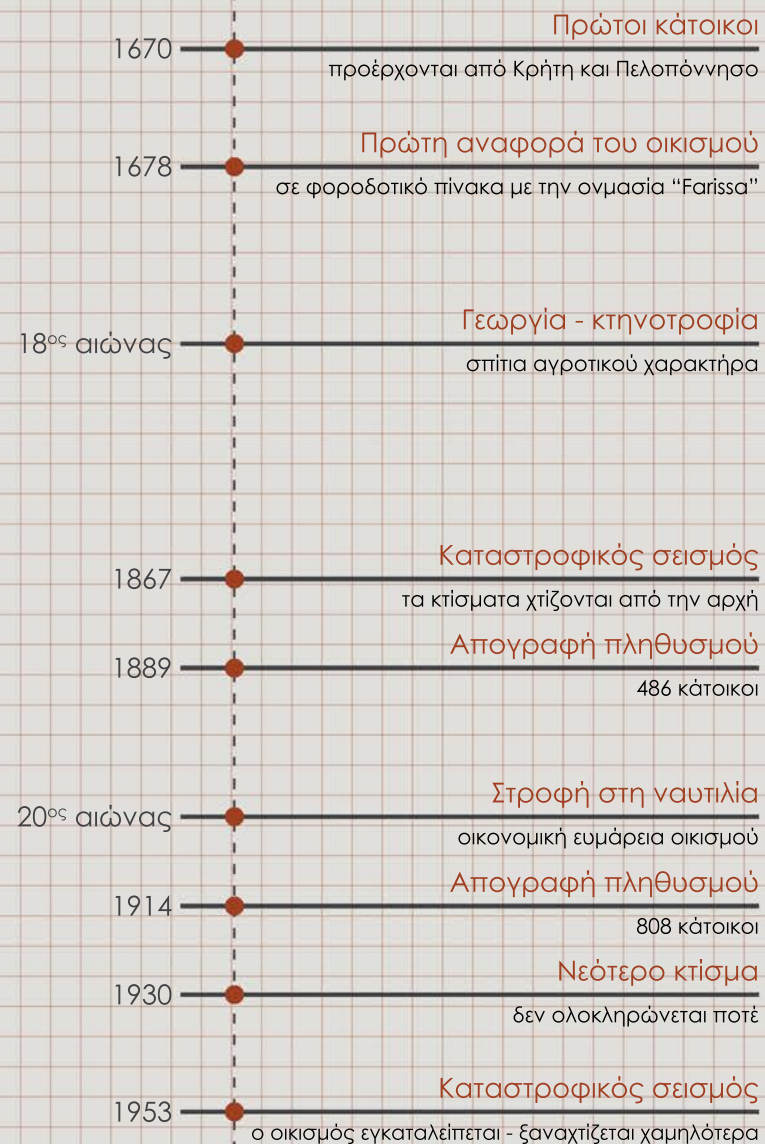 Πρώτοι κάτοικοι
1670
προέρχονται από Κρήτη και Πελοπόννησο
Πρώτη αναφορά του οικισμού
1678
σε φοροδοτικό πίνακα με την ονμασία “Farissa”
Γεωργία - κτηνοτροφία
18ος αιώνας
σπίτια αγροτικού χαρακτήρα
Καταστροφικός σεισμός
1867
τα κτίσματα χτίζονται από την αρχή
Απογραφή πληθυσμού
1889
486 κάτοικοι
Στροφή στη ναυτιλία
20ος αιώνας
οικονομική ευμάρεια οικισμού
Απογραφή πληθυσμού
1914
808 κάτοικοι
Νεότερο κτίσμα
1930
δεν ολοκληρώνεται ποτέ
Καταστροφικός σεισμός
1953
ο οικισμός εγκαταλείπεται - ξαναχτίζεται χαμηλότερα